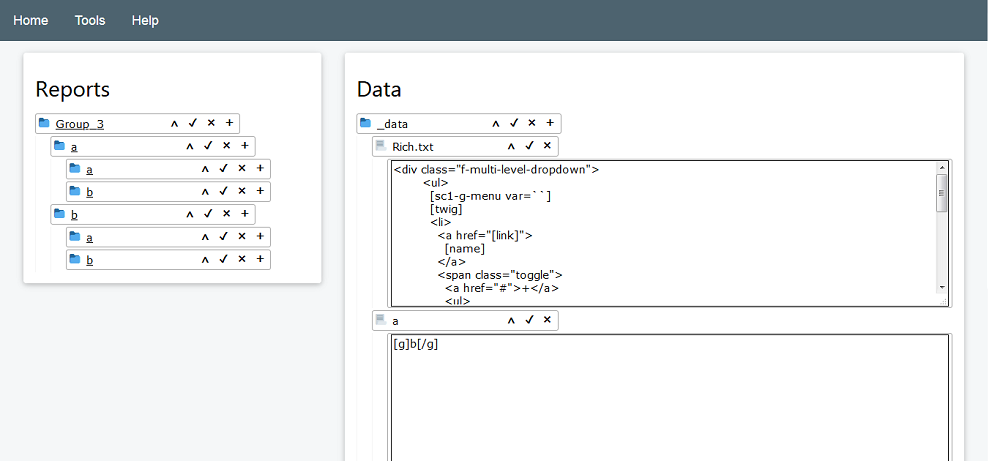 Home Tools Help
Reports
Group_3 ʌ ✓ × +
a ʌ ✓ × +
a ʌ ✓ × +
b ʌ ✓ × +
b ʌ ✓ × +
a ʌ ✓ × +
b ʌ ✓ × +
Data
_data ʌ ✓ × +
Rich.txt ʌ ✓ ×
<div class="f-multi-level-dropdown">
<ul>
[sc1-g-menu var=``]
[twig]
<li>
<a href="[link]">
[name]
</a>
<span class="toggle">
<a href="#">+</a>
<ul>
a ʌ ✓ ×
[g]b[/g]